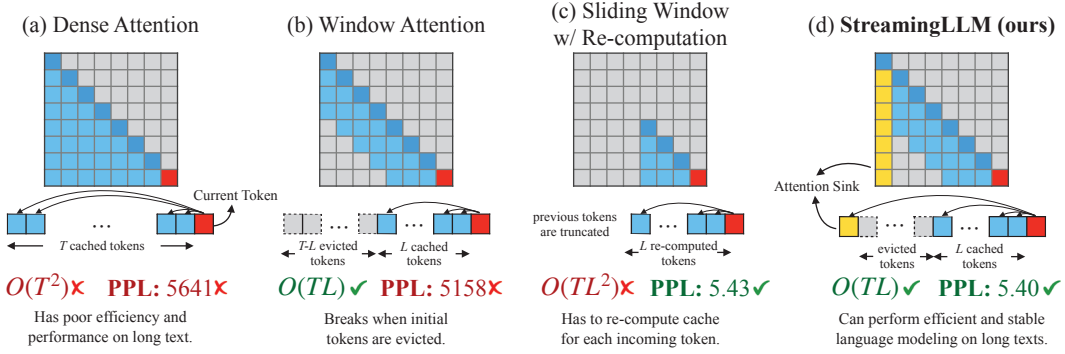 (a) Dense Attention
Current Token
...
T cached tokens
O(T²)✘ PPL: 5641✘
Has poor efficiency and
performance on long text.
(b) Window Attention
...
...
T-L evicted
tokens
L cached
tokens
O(TL)✓ PPL: 5158✘
Breaks when initial
tokens are evicted.
(c) Sliding Window
w/ Re-computation
previous tokens
are truncated
...
L re-computed
tokens
O(TL²)✘ PPL: 5.43✓
Has to re-compute cache
for each incoming token.
(d) StreamingLLM (ours)
Attention Sink
...
...
evicted
tokens
L cached
tokens
O(TL)✓ PPL: 5.40✓
Can perform efficient and stable
language modeling on long texts.